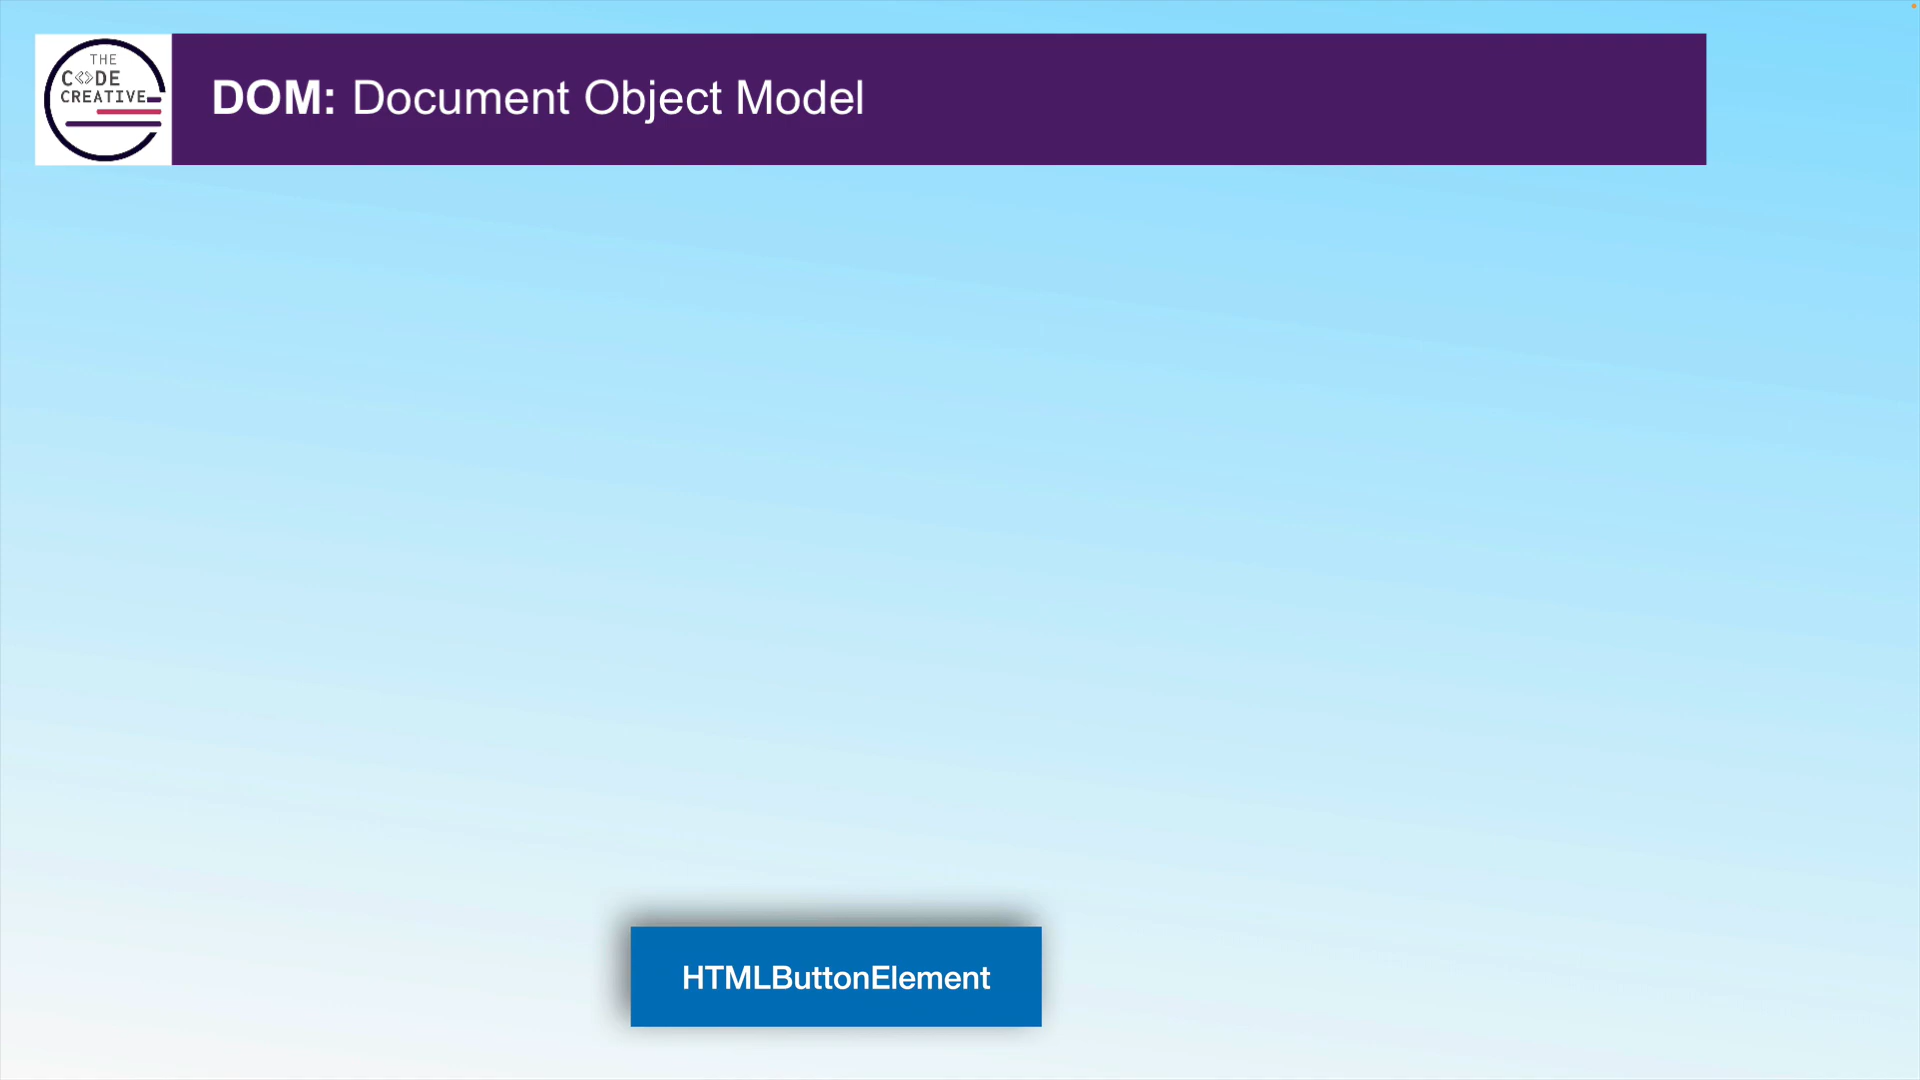 THE
C<>DE
CREATIVE
DOM: Document Object Model
HTMLButtonElement